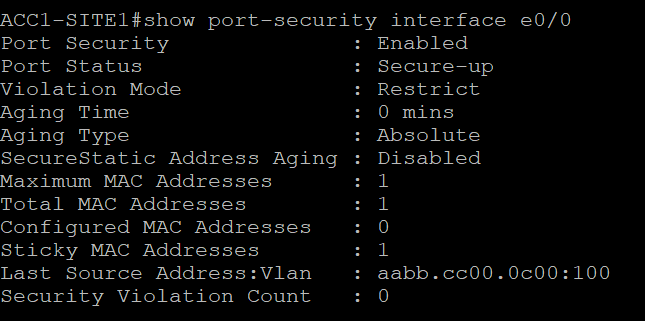 ACC1-SITE1#show port-security interface e0/0
Port Security              : Enabled
Port Status                : Secure-up
Violation Mode             : Restrict
Aging Time                 : 0 mins
Aging Type                 : Absolute
SecureStatic Address Aging : Disabled
Maximum MAC Addresses      : 1
Total MAC Addresses        : 1
Configured MAC Addresses   : 0
Sticky MAC Addresses       : 1
Last Source Address:Vlan   : aabb.cc00.0c00:100
Security Violation Count   : 0